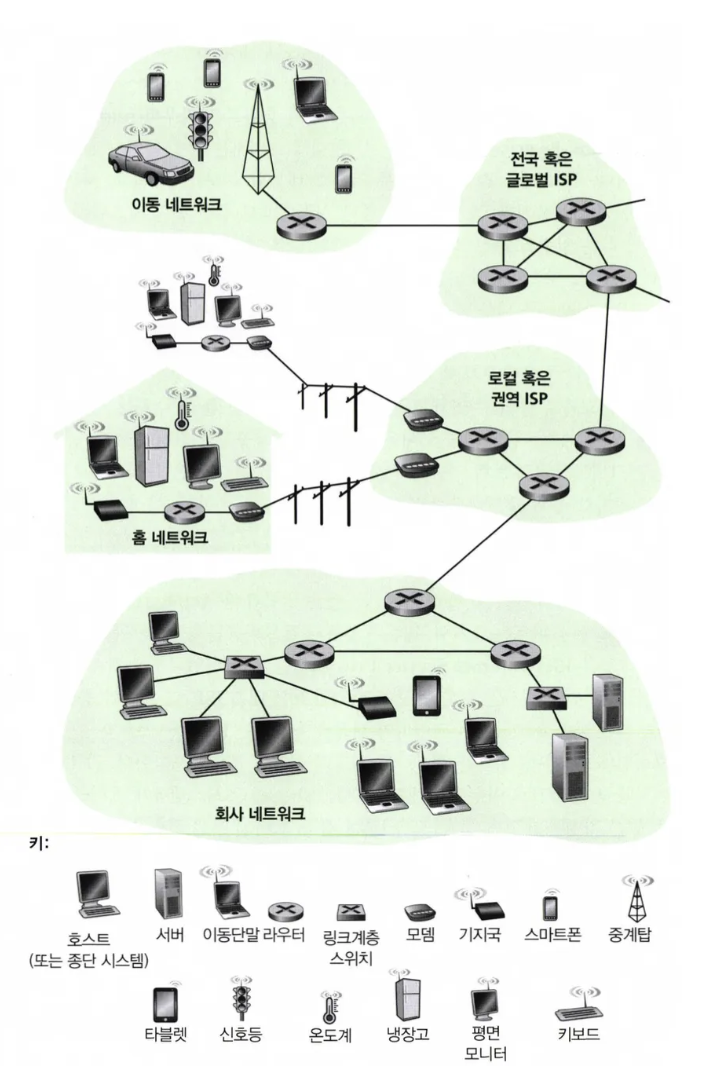 전국 혹은
글로벌 ISP
이동 네트워크
로컬 혹은
권역 ISP
홈 네트워크
회사 네트워크
키:
호스트
(또는 종단 시스템)
서버
이동단말
라우터
링크계층
스위치
모뎀
기지국
스마트폰
중계탑
타블렛
신호등
온도계
냉장고
평면
모니터
키보드